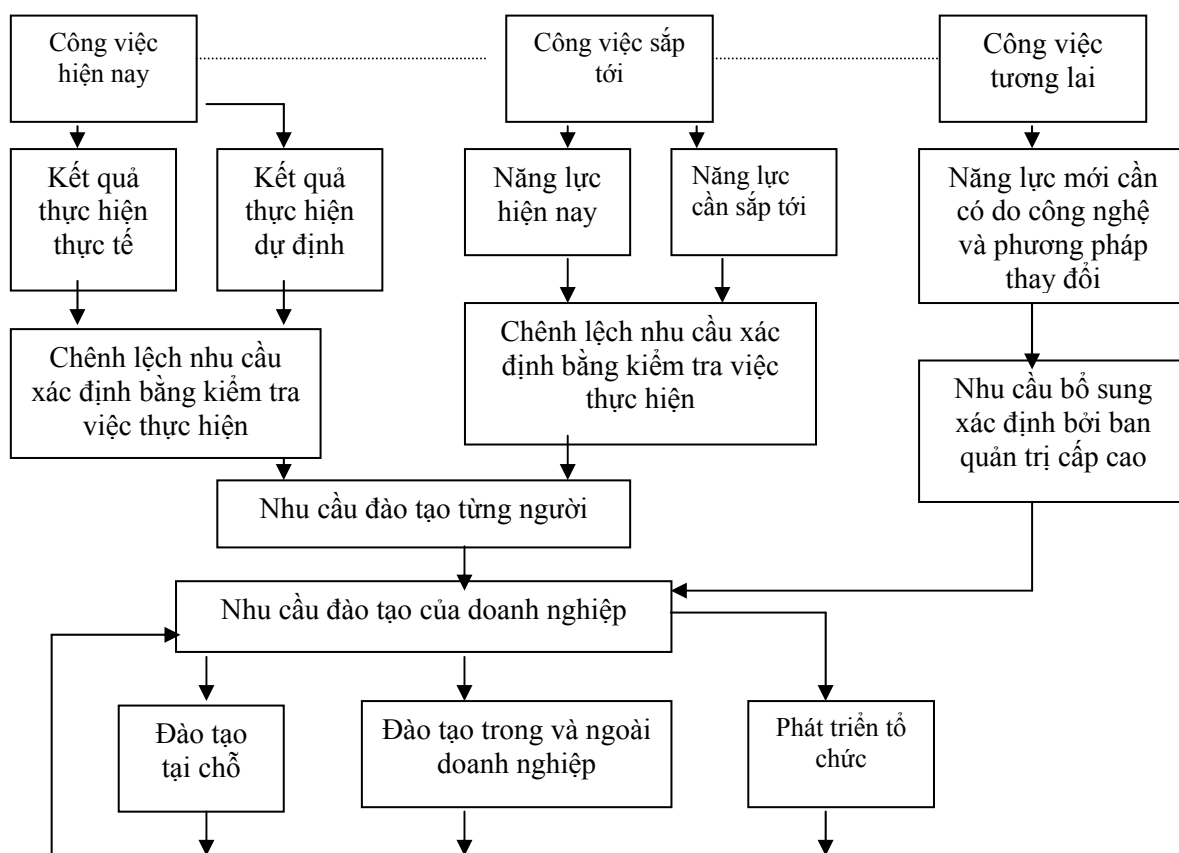 Công việc
hiện nay
Công việc sắp
tới
Công việc
tương lai
Kết quả
thực hiện
thực tế
Kết quả
thực hiện
dự định
Năng lực
hiện nay
Năng lực
cần sắp tới
Năng lực mới cần
có do công nghệ
và phương pháp
thay đổi
Chênh lệch nhu cầu
xác định bằng kiểm tra
việc thực hiện
Chênh lệch nhu cầu xác
định bằng kiểm tra việc
thực hiện
Nhu cầu bổ sung
xác định bởi ban
quản trị cấp cao
Nhu cầu đào tạo từng người
Nhu cầu đào tạo của doanh nghiệp
Đào tạo
tại chỗ
Đào tạo trong và ngoài
doanh nghiệp
Phát triển tổ
chức